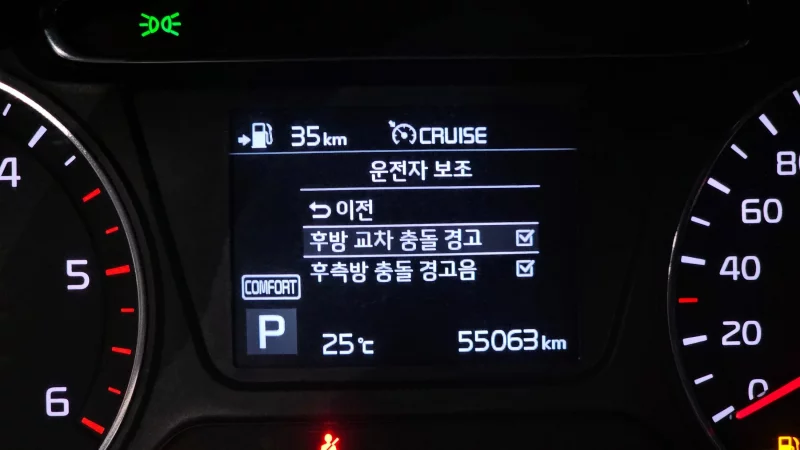 35km CRUISE
운전자 보조
이전
후방 교차 충돌 경고
후측방 충돌 경고음
COMFORT
P
25℃ 55063km
4
5
6
80
60
40
20
0